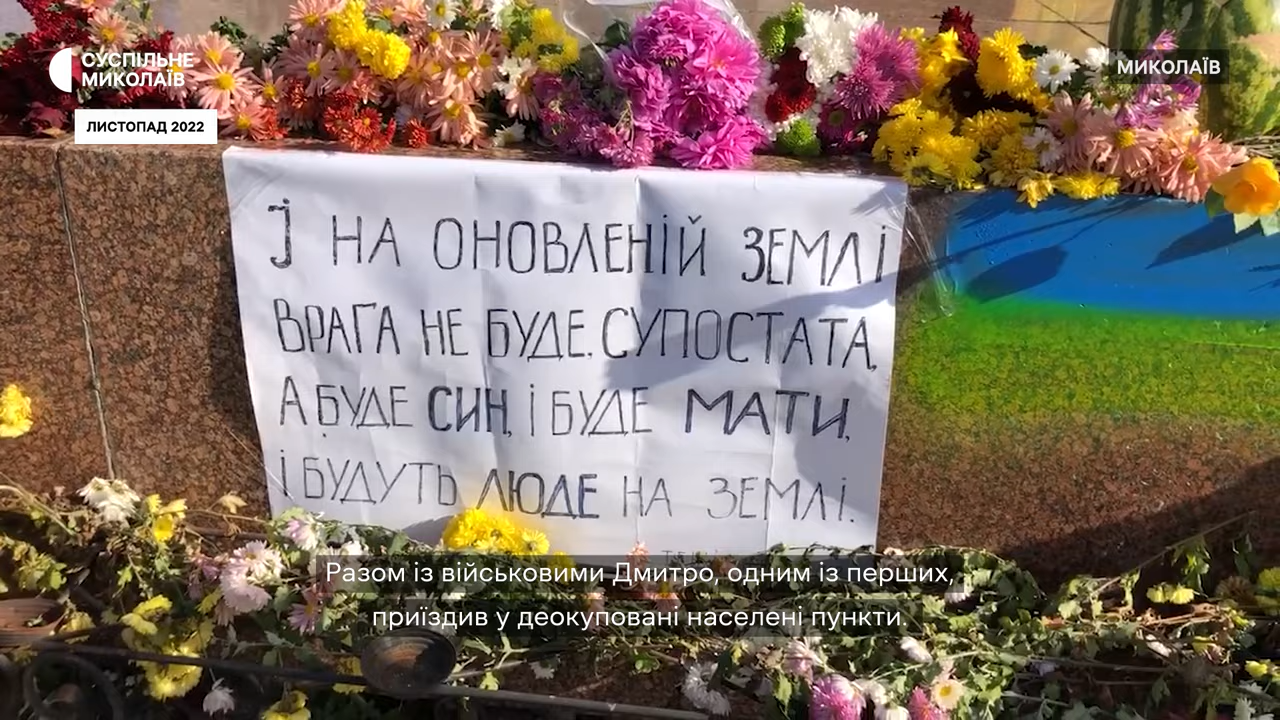 СУСПІЛЬНЕ
МИКОЛАЇВ
ЛИСТОПАД 2022
МИКОЛАЇВ
І НА ОНОВЛЕНІЙ ЗЕМЛІ
ВРАГА НЕ БУДЕ, СУПОСТАТА,
А БУДЕ СИН, І БУДЕ МАТИ,
І БУДУТЬ ЛЮДЕ НА ЗЕМЛІ.
Разом із військовими Дмитро, одним із перших,
приїздив у деокуповані населені пункти.